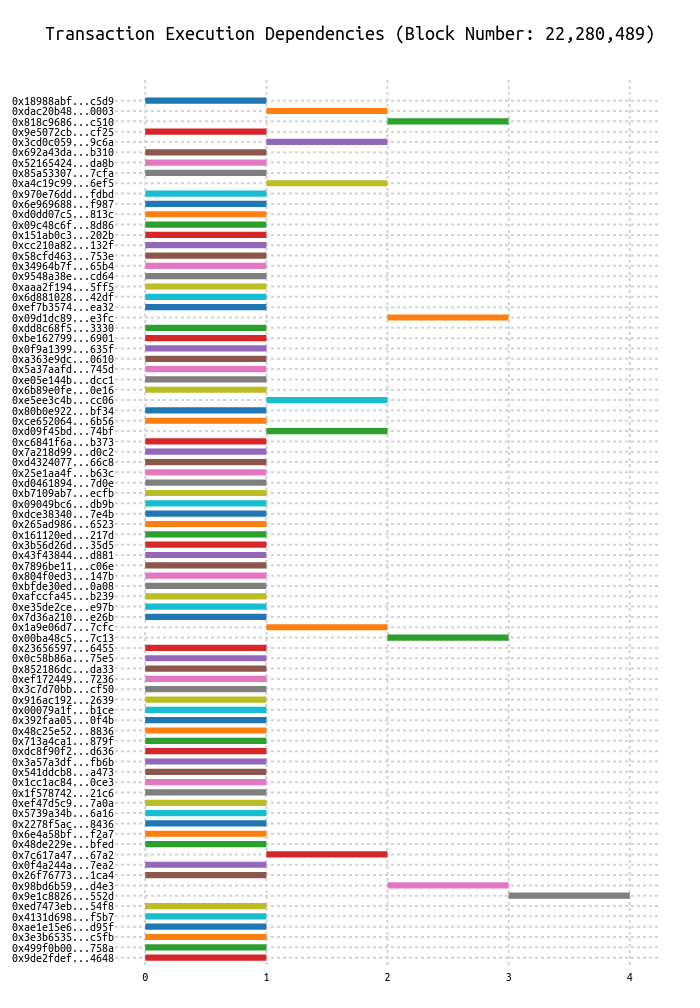 Transaction Execution Dependencies (Block Number: 22,280,489)
0x18988abf...c5d9
0xdac20b48...0003
0x818c9686...c510
0x9e5072cb...cf25
0x3cd0c059...9c6a
0x692a43da...b310
0x52165424...da8b
0x85a53307...7cfa
0xa4c19c99...6ef5
0x970e76dd...fdbd
0x6e969688...f987
0xd0dd07c5...813c
0x09c48c6f...8d86
0x151ab0c3...202b
0xcc210a82...132f
0x58cfd463...753e
0x34964b7f...65b4
0x9548a38e...cd64
0xaaa2f194...5ff5
0x6d881028...42df
0xef7b3574...ea32
0x09d1dc89...e3fc
0xdd8c68f5...3330
0xbe162799...6901
0x0f9a1399...635f
0xa363e9dc...0610
0x5a37aafd...745d
0xe05e144b...dcc1
0x6b89e0fe...0e16
0xe5ee3c4b...cc06
0x80b0e922...bf34
0xce652064...6b56
0xd09f45bd...74bf
0xc6841f6a...b373
0x7a218d99...d0c2
0xd4324077...66c8
0x25e1aa4f...b63c
0xd0461894...7d0e
0xb7109ab7...ecfb
0x09049bc6...db9b
0xdce38340...7e4b
0x265ad986...6523
0x161120ed...217d
0x3b56d26d...35d5
0x43f43844...d881
0x7896be11...c06e
0x804f0ed3...147b
0xbfde30ed...0a08
0xafccfa45...b239
0xe35de2ce...e97b
0x7d36a210...e26b
0x1a9e06d7...7cfc
0x00ba48c5...7c13
0x23656597...6455
0x0c58b86a...75e5
0x852186dc...da33
0xef172449...7236
0x3c7d70bb...cf50
0x916ac192...2639
0x00079a1f...b1ce
0x392faa05...0f4b
0x48c25e52...8836
0x713a4ca1...879f
0xdc8f90f2...d636
0x3a57a3df...fb6b
0x541ddcb8...a473
0x1cc1ac84...0ce3
0x1f578742...21c6
0xef47d5c9...7a0a
0x5739a34b...6a16
0x2278f5ac...8436
0x6e4a58bf...f2a7
0x48de229e...bfed
0x7c617a47...67a2
0x0f4a244a...7ea2
0x26f76773...1ca4
0x98bd6b59...d4e3
0x9e1c8826...552d
0xed7473eb...54f8
0x4131d698...f5b7
0xae1e15e6...d95f
0x3e3b6535...c5fb
0x499f0b00...758a
0x9de2fdef...4648
0 1 2 3 4